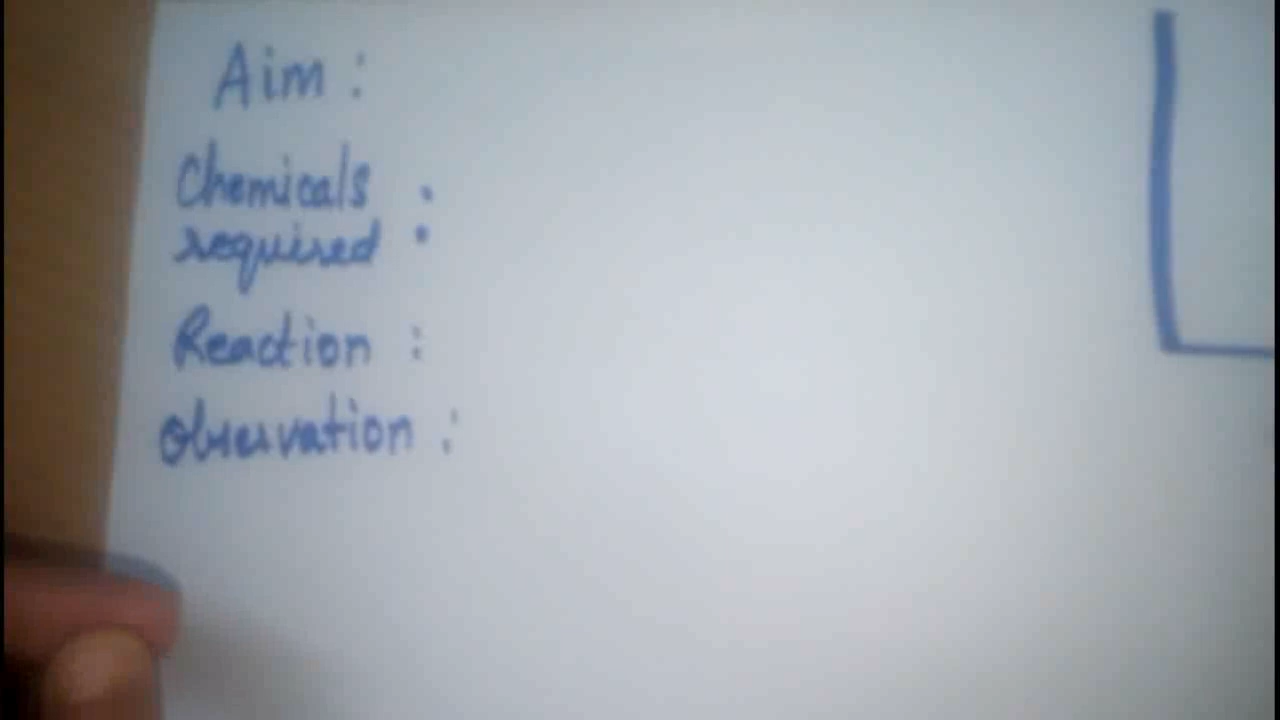 Aim :
Chemicals
required :
Reaction :
Observation :